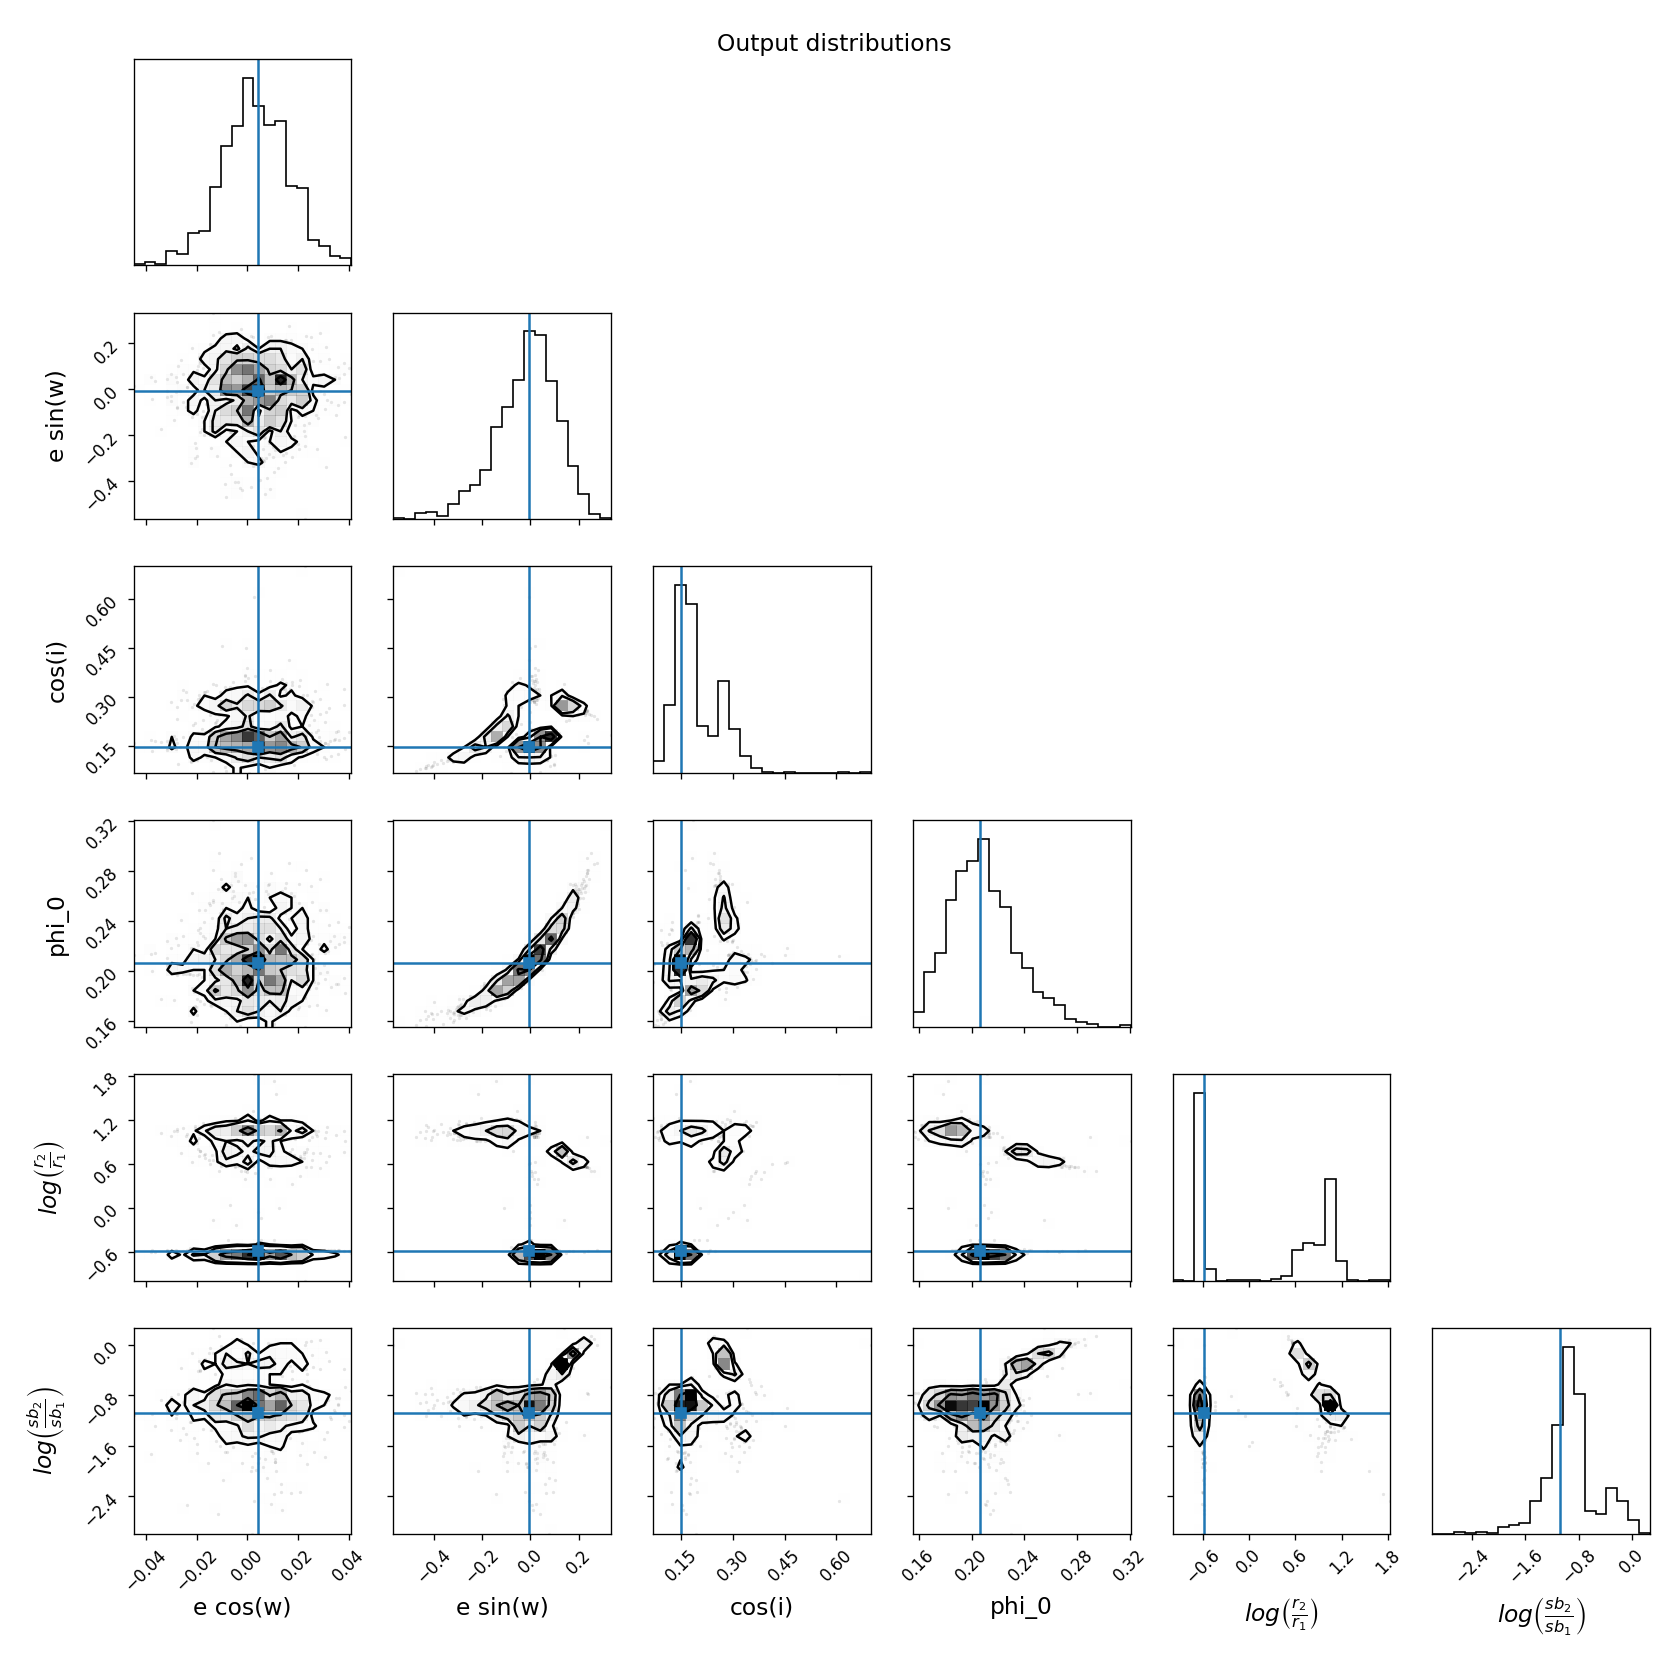 Output distributions
e sin(w)
0.2
0.0
−0.2
−0.4
cos(i)
0.60
0.45
0.30
0.15
phi_0
0.32
0.28
0.24
0.20
0.16
log(r₂/r₁)
1.8
1.2
0.6
0.0
−0.6
log(sb₂/sb₁)
0.0
−0.8
−1.6
−2.4
−0.04 −0.02 0.00 0.02 0.04
−0.4 −0.2 0.0 0.2
0.15 0.30 0.45 0.60
0.16 0.20 0.24 0.28 0.32
−0.6 0.0 0.6 1.2 1.8
−2.4 −1.6 −0.8 0.0
e cos(w)
e sin(w)
cos(i)
phi_0
log(r₂/r₁)
log(sb₂/sb₁)